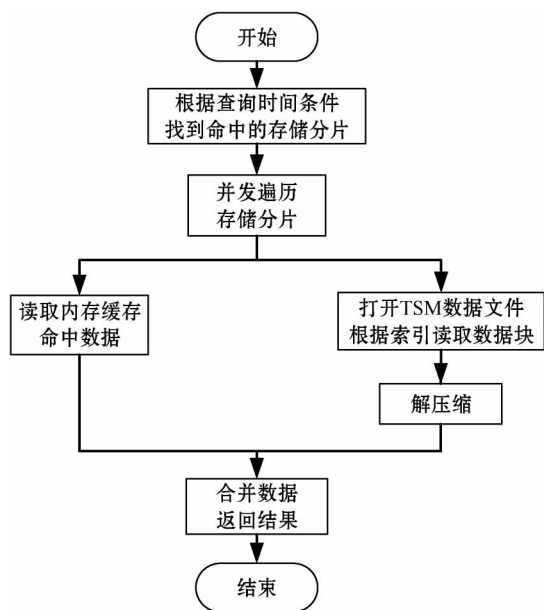 开始
根据查询时间条件
找到命中的存储分片
并发遍历
存储分片
读取内存缓存
命中数据
打开TSM数据文件
根据索引读取数据块
解压缩
合并数据
返回结果
结束